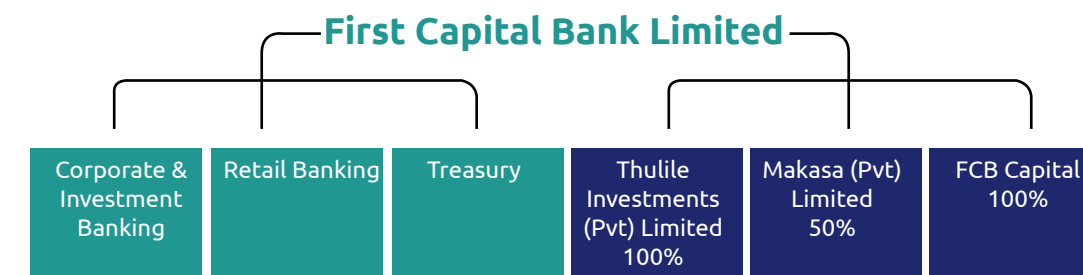 First Capital Bank Limited
Corporate &
Investment
Banking
Retail Banking
Treasury
Thulile
Investments
(Pvt) Limited
100%
Makasa (Pvt)
Limited
50%
FCB Capital
100%